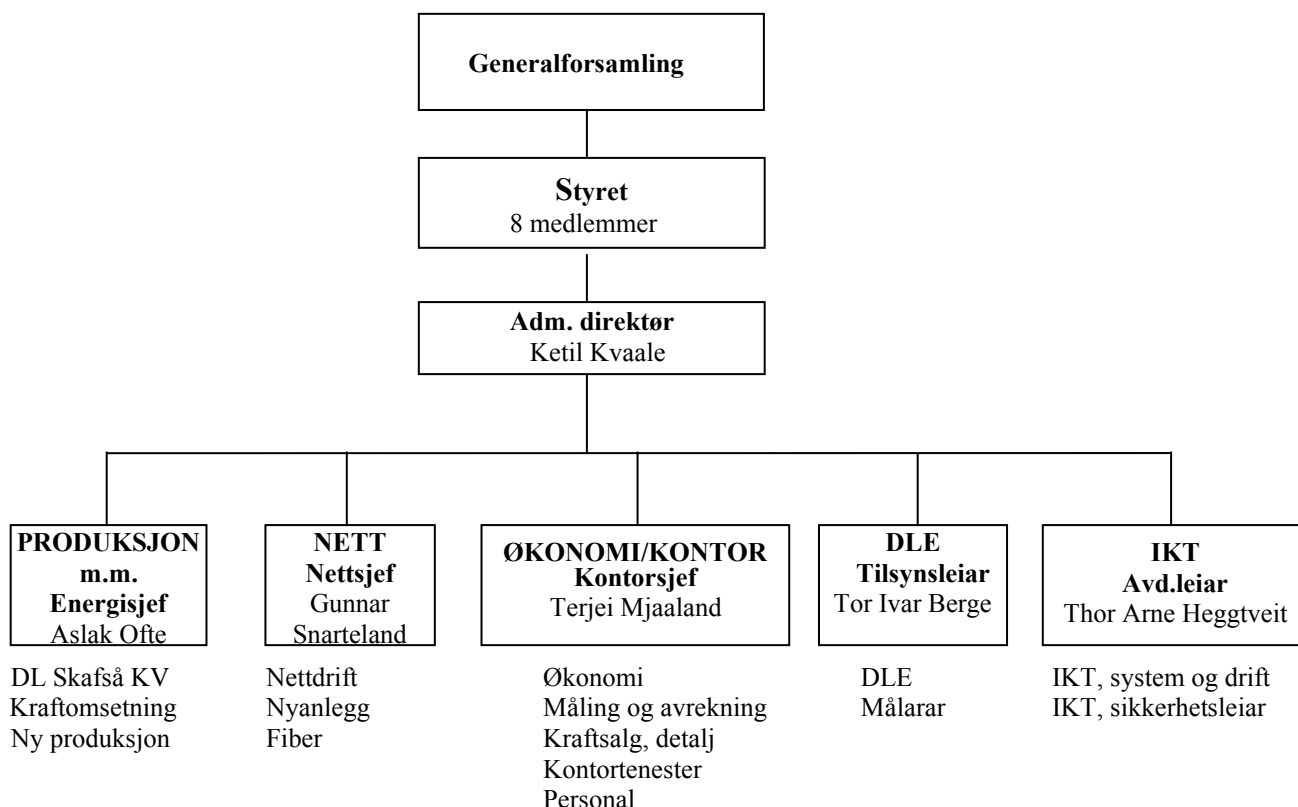 Generalforsamling
Styret
8 medlemmer
Adm. direktør
Ketil Kvaale
PRODUKSJON
m.m.
Energisjef
Aslak Ofte
DL Skafså KV
Kraftomsetning
Ny produksjon
NETT
Nettsjef
Gunnar
Snarteland
Nettdrift
Nyanlegg
Fiber
ØKONOMI/KONTOR
Kontorsjef
Terjei Mjaaland
Økonomi
Måling og avrekning
Kraftsalg, detalj
Kontortenester
Personal
DLE
Tilsynsleiar
Tor Ivar Berge
DLE
Målarar
IKT
Avd.leiar
Thor Arne Heggtveit
IKT, system og drift
IKT, sikkerhetsleiar